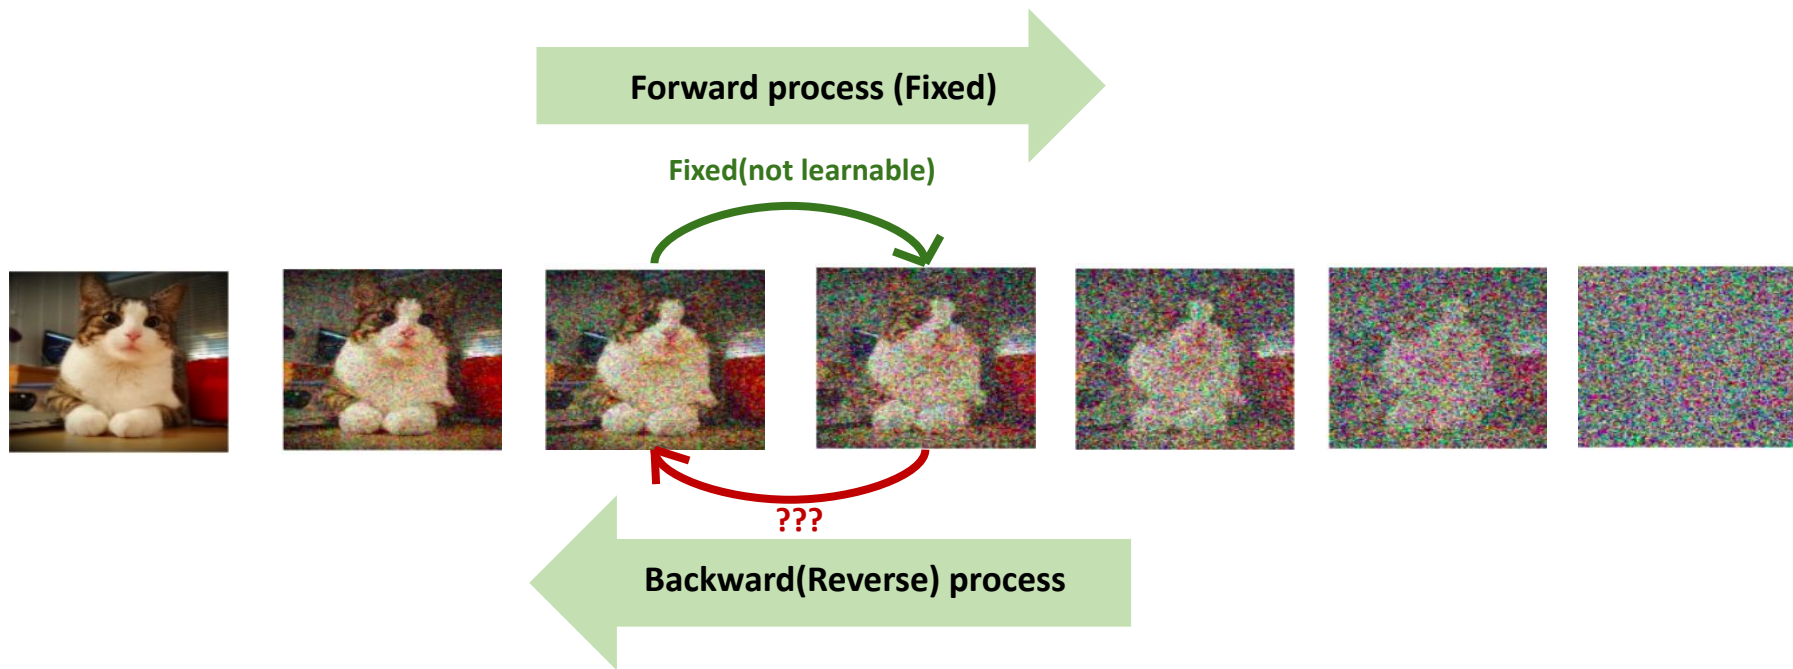 Forward process (Fixed)
Fixed(not learnable)
???
Backward(Reverse) process